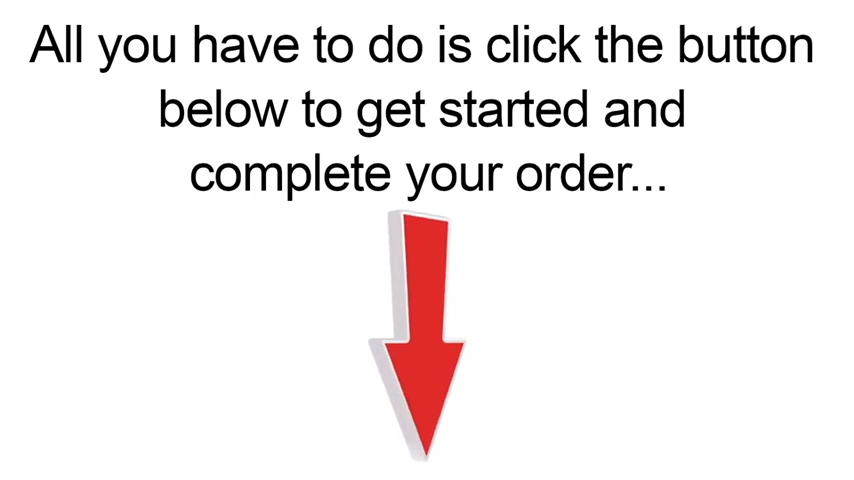 All you have to do is click the button
below to get started and
complete your order...